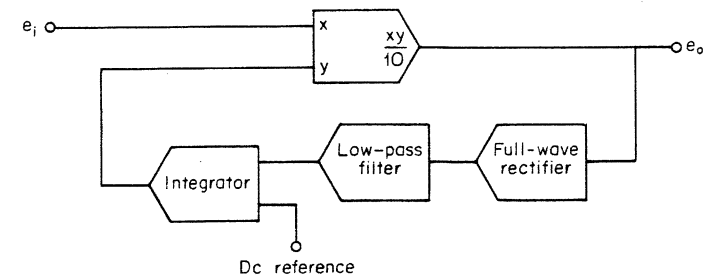 eᵢ
x
xy
10
eₒ
y
Low-pass
filter
Full-wave
rectifier
Integrator
Dc reference